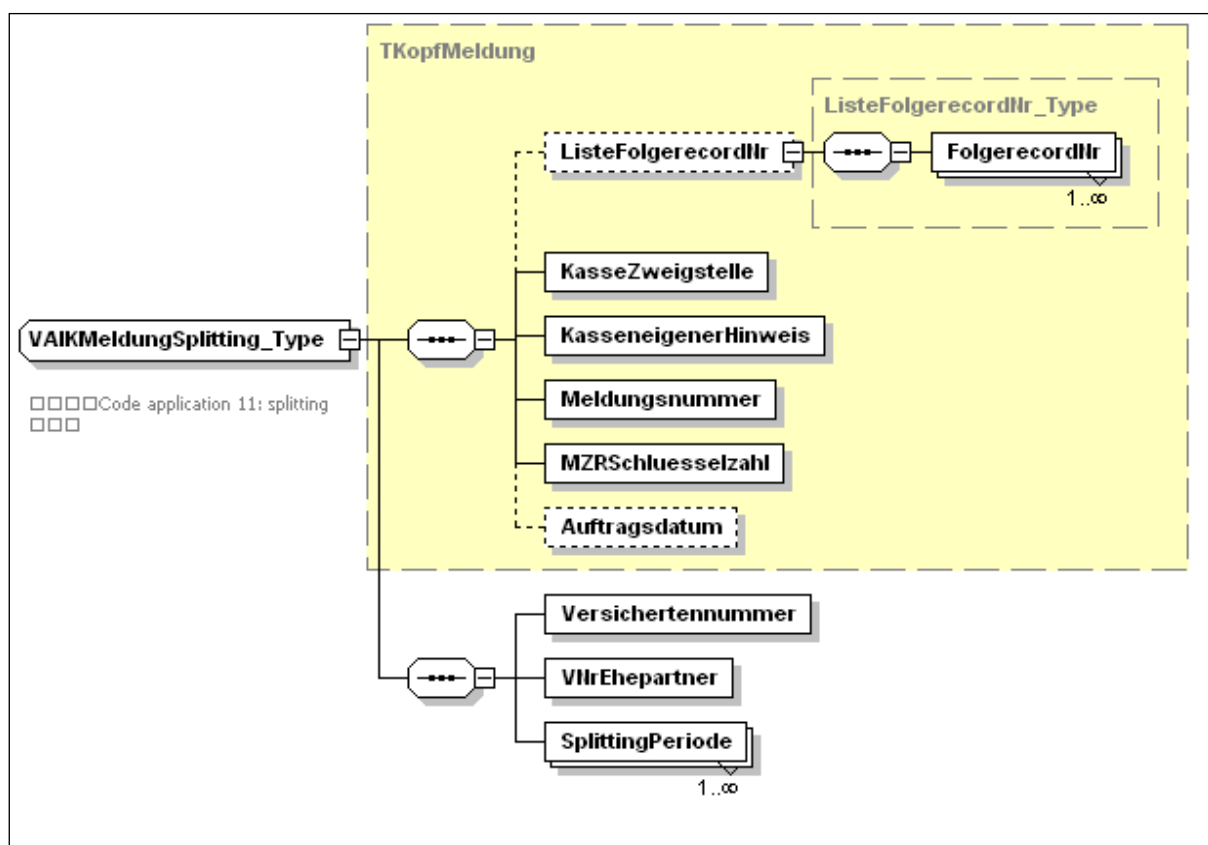 TKopfMeldung
ListeFolgerecordNr_Type
ListeFolgerecordNr
FolgerecordNr
1..∞
KasseZweigstelle
KasseneigenerHinweis
VAIKMeldungSplitting_Type
Meldungsnummer
□□□□Code application 11: splitting
□□□
MZRSchluesselzahl
Auftragsdatum
Versichertennummer
VNrEhepartner
SplittingPeriode
1..∞